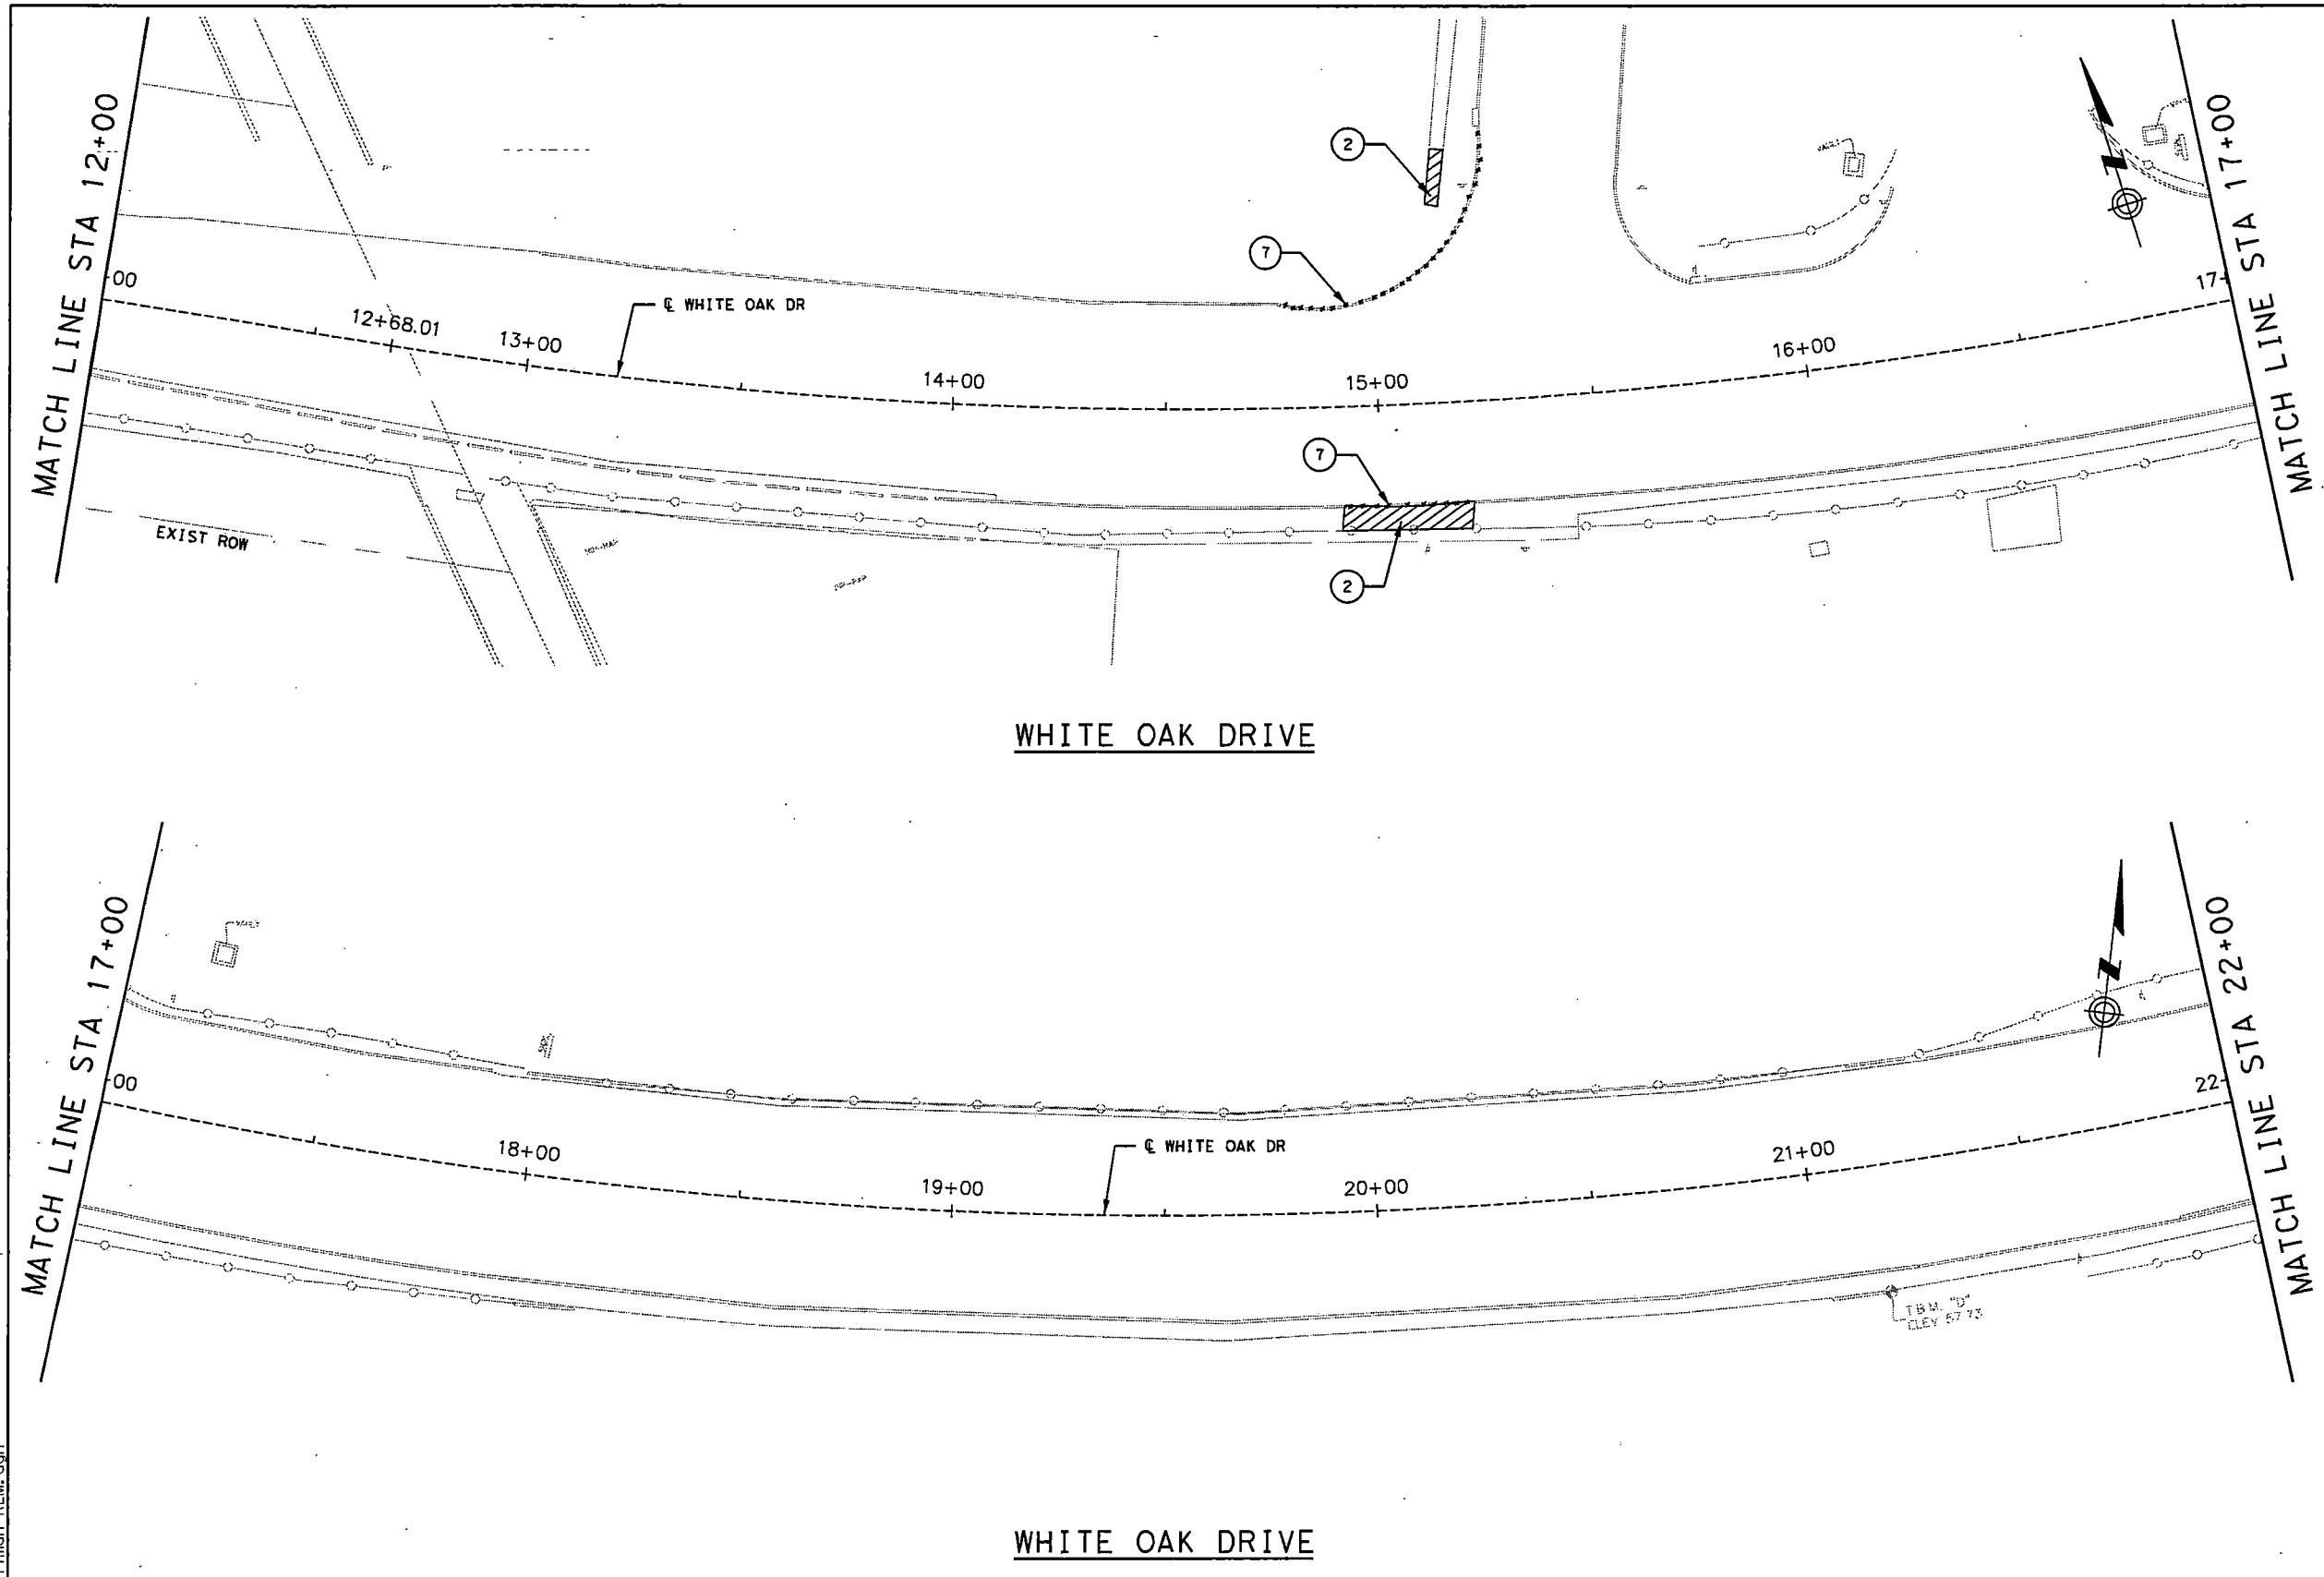 MATCH LINE STA 12+00
MATCH LINE STA 17+00
N
2
7
00
12+68.01
13+00
℄ WHITE OAK DR
14+00
15+00
16+00
17
7
2
EXIST ROW
WHITE OAK DRIVE
MATCH LINE STA 17+00
MATCH LINE STA 22+00
N
00
18+00
19+00
℄ WHITE OAK DR
20+00
21+00
22
T.B.M. "D"
ELEV 57.73
WHITE OAK DRIVE